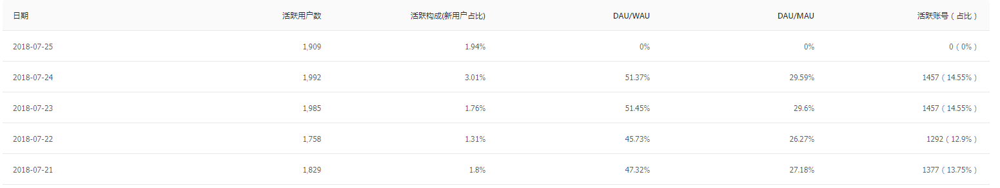 日期 活跃用户数 活跃构成(新用户占比) DAU/WAU DAU/MAU 活跃账号（占比）
2018-07-25 1,909 1.94% 0% 0% 0（0%）
2018-07-24 1,992 3.01% 51.37% 29.59% 1457（14.55%）
2018-07-23 1,985 1.76% 51.45% 29.6% 1457（14.55%）
2018-07-22 1,758 1.31% 45.73% 26.27% 1292（12.9%）
2018-07-21 1,829 1.8% 47.32% 27.18% 1377（13.75%）